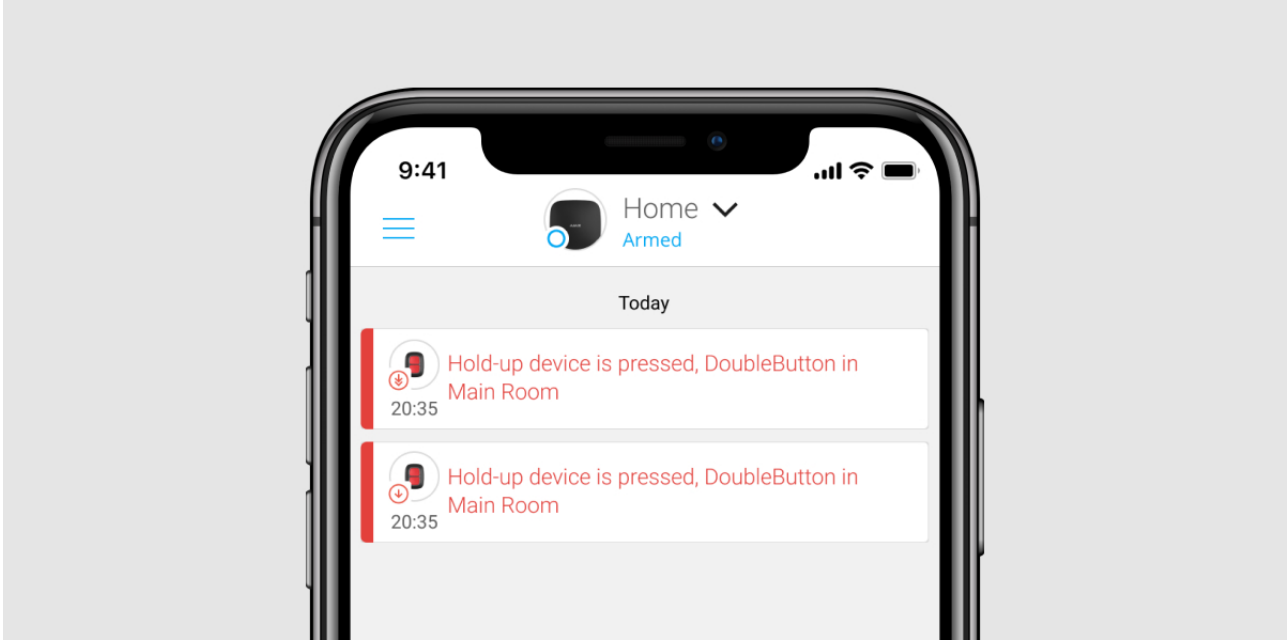 9:41
Home
Armed
Today
Hold-up device is pressed, DoubleButton in
Main Room
20:35
Hold-up device is pressed, DoubleButton in
Main Room
20:35